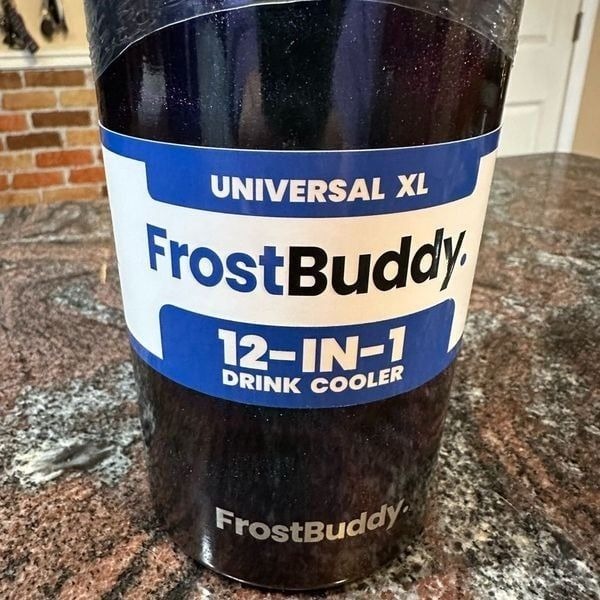 UNIVERSAL XL
FrostBuddy.
12-IN-1
DRINK COOLER
FrostBuddy.